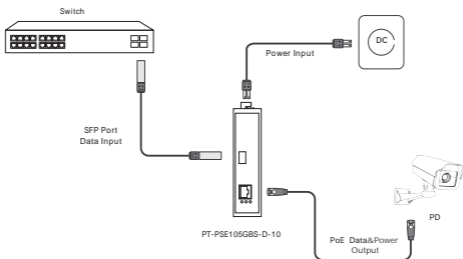 Switch
DC
Power Input
SFP Port
Data Input
PD
PT-PSE105GBS-D-10
PoE Data&Power
Output